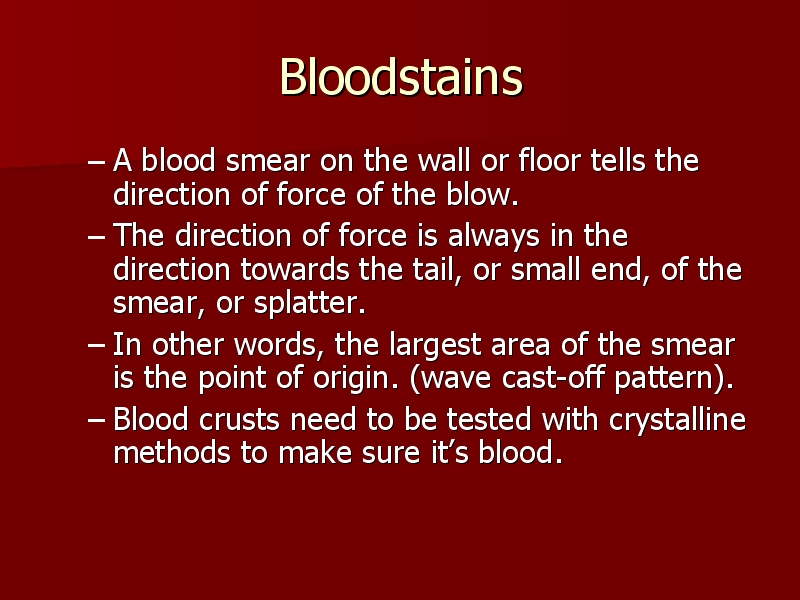 Bloodstains
– A blood smear on the wall or floor tells the
direction of force of the blow.
– The direction of force is always in the
direction towards the tail, or small end, of the
smear, or splatter.
– In other words, the largest area of the smear
is the point of origin. (wave cast-off pattern).
– Blood crusts need to be tested with crystalline
methods to make sure it’s blood.